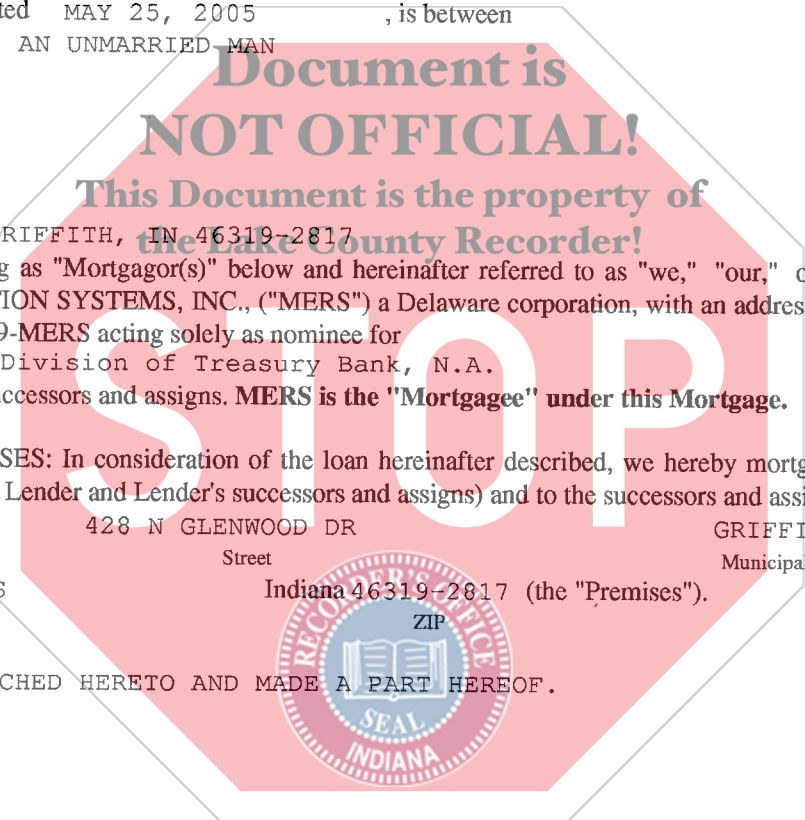 ted MAY 25, 2005 , is between
AN UNMARRIED MAN
Document is
NOT OFFICIAL!
This Document is the property of
the Lake County Recorder!
RIFFITH, IN 46319-2817
g as "Mortgagor(s)" below and hereinafter referred to as "we," "our,"
TION SYSTEMS, INC., ("MERS") a Delaware corporation, with an addres
9-MERS acting solely as nominee for
Division of Treasury Bank, N.A.
uccessors and assigns. MERS is the "Mortgagee" under this Mortgage.
SES: In consideration of the loan hereinafter described, we hereby mortg
Lender and Lender's successors and assigns) and to the successors and assi
428 N GLENWOOD DR GRIFFI
Street Municipal
S Indiana 46319-2817 (the "Premises").
ZIP
CHED HERETO AND MADE A PART HEREOF.
STOP
RECORDER'S OFFICE
SEAL
INDIANA